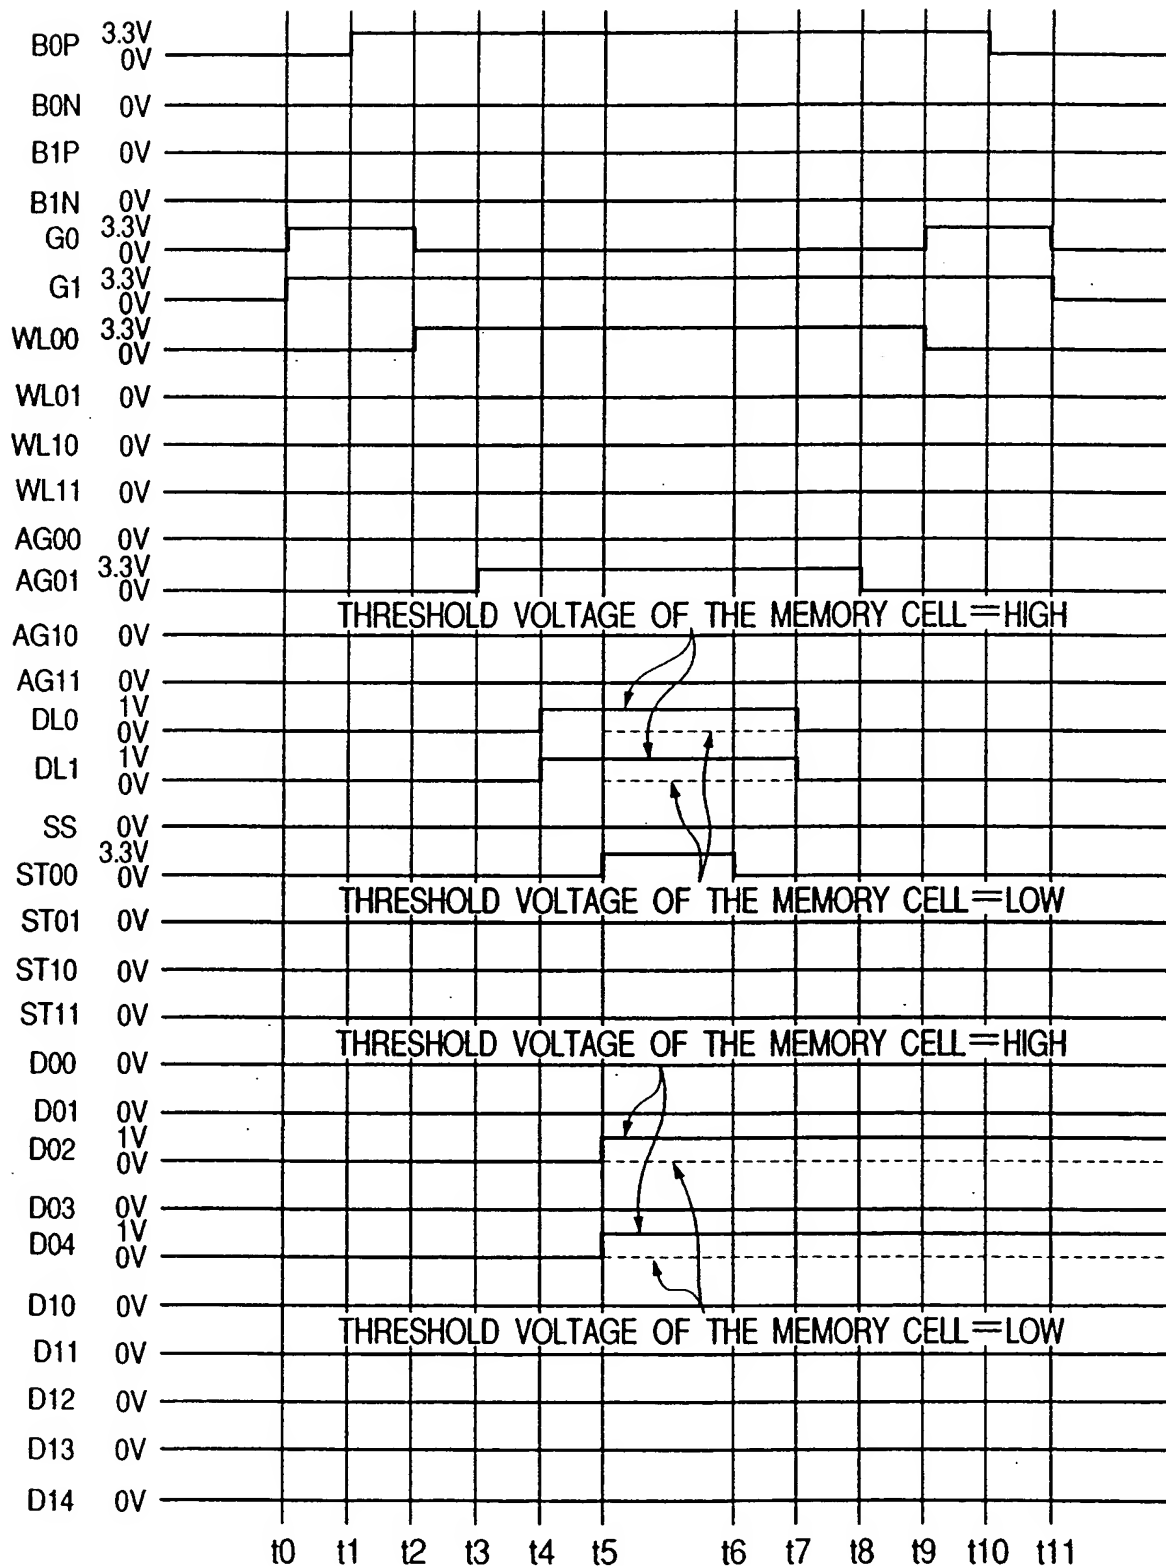 B0P 3.3V 0V
B0N 0V
B1P 0V
B1N 0V
G0 3.3V 0V
G1 3.3V 0V
WL00 3.3V 0V
WL01 0V
WL10 0V
WL11 0V
AG00 0V
AG01 3.3V 0V
THRESHOLD VOLTAGE OF THE MEMORY CELL=HIGH
AG10 0V
AG11 0V
DL0 1V 0V
DL1 1V 0V
SS 0V
ST00 3.3V 0V
THRESHOLD VOLTAGE OF THE MEMORY CELL=LOW
ST01 0V
ST10 0V
ST11 0V
THRESHOLD VOLTAGE OF THE MEMORY CELL=HIGH
D00 0V
D01 0V
D02 1V 0V
D03 0V
D04 1V 0V
D10 0V
THRESHOLD VOLTAGE OF THE MEMORY CELL=LOW
D11 0V
D12 0V
D13 0V
D14 0V
t0 t1 t2 t3 t4 t5 t6 t7 t8 t9 t10 t11